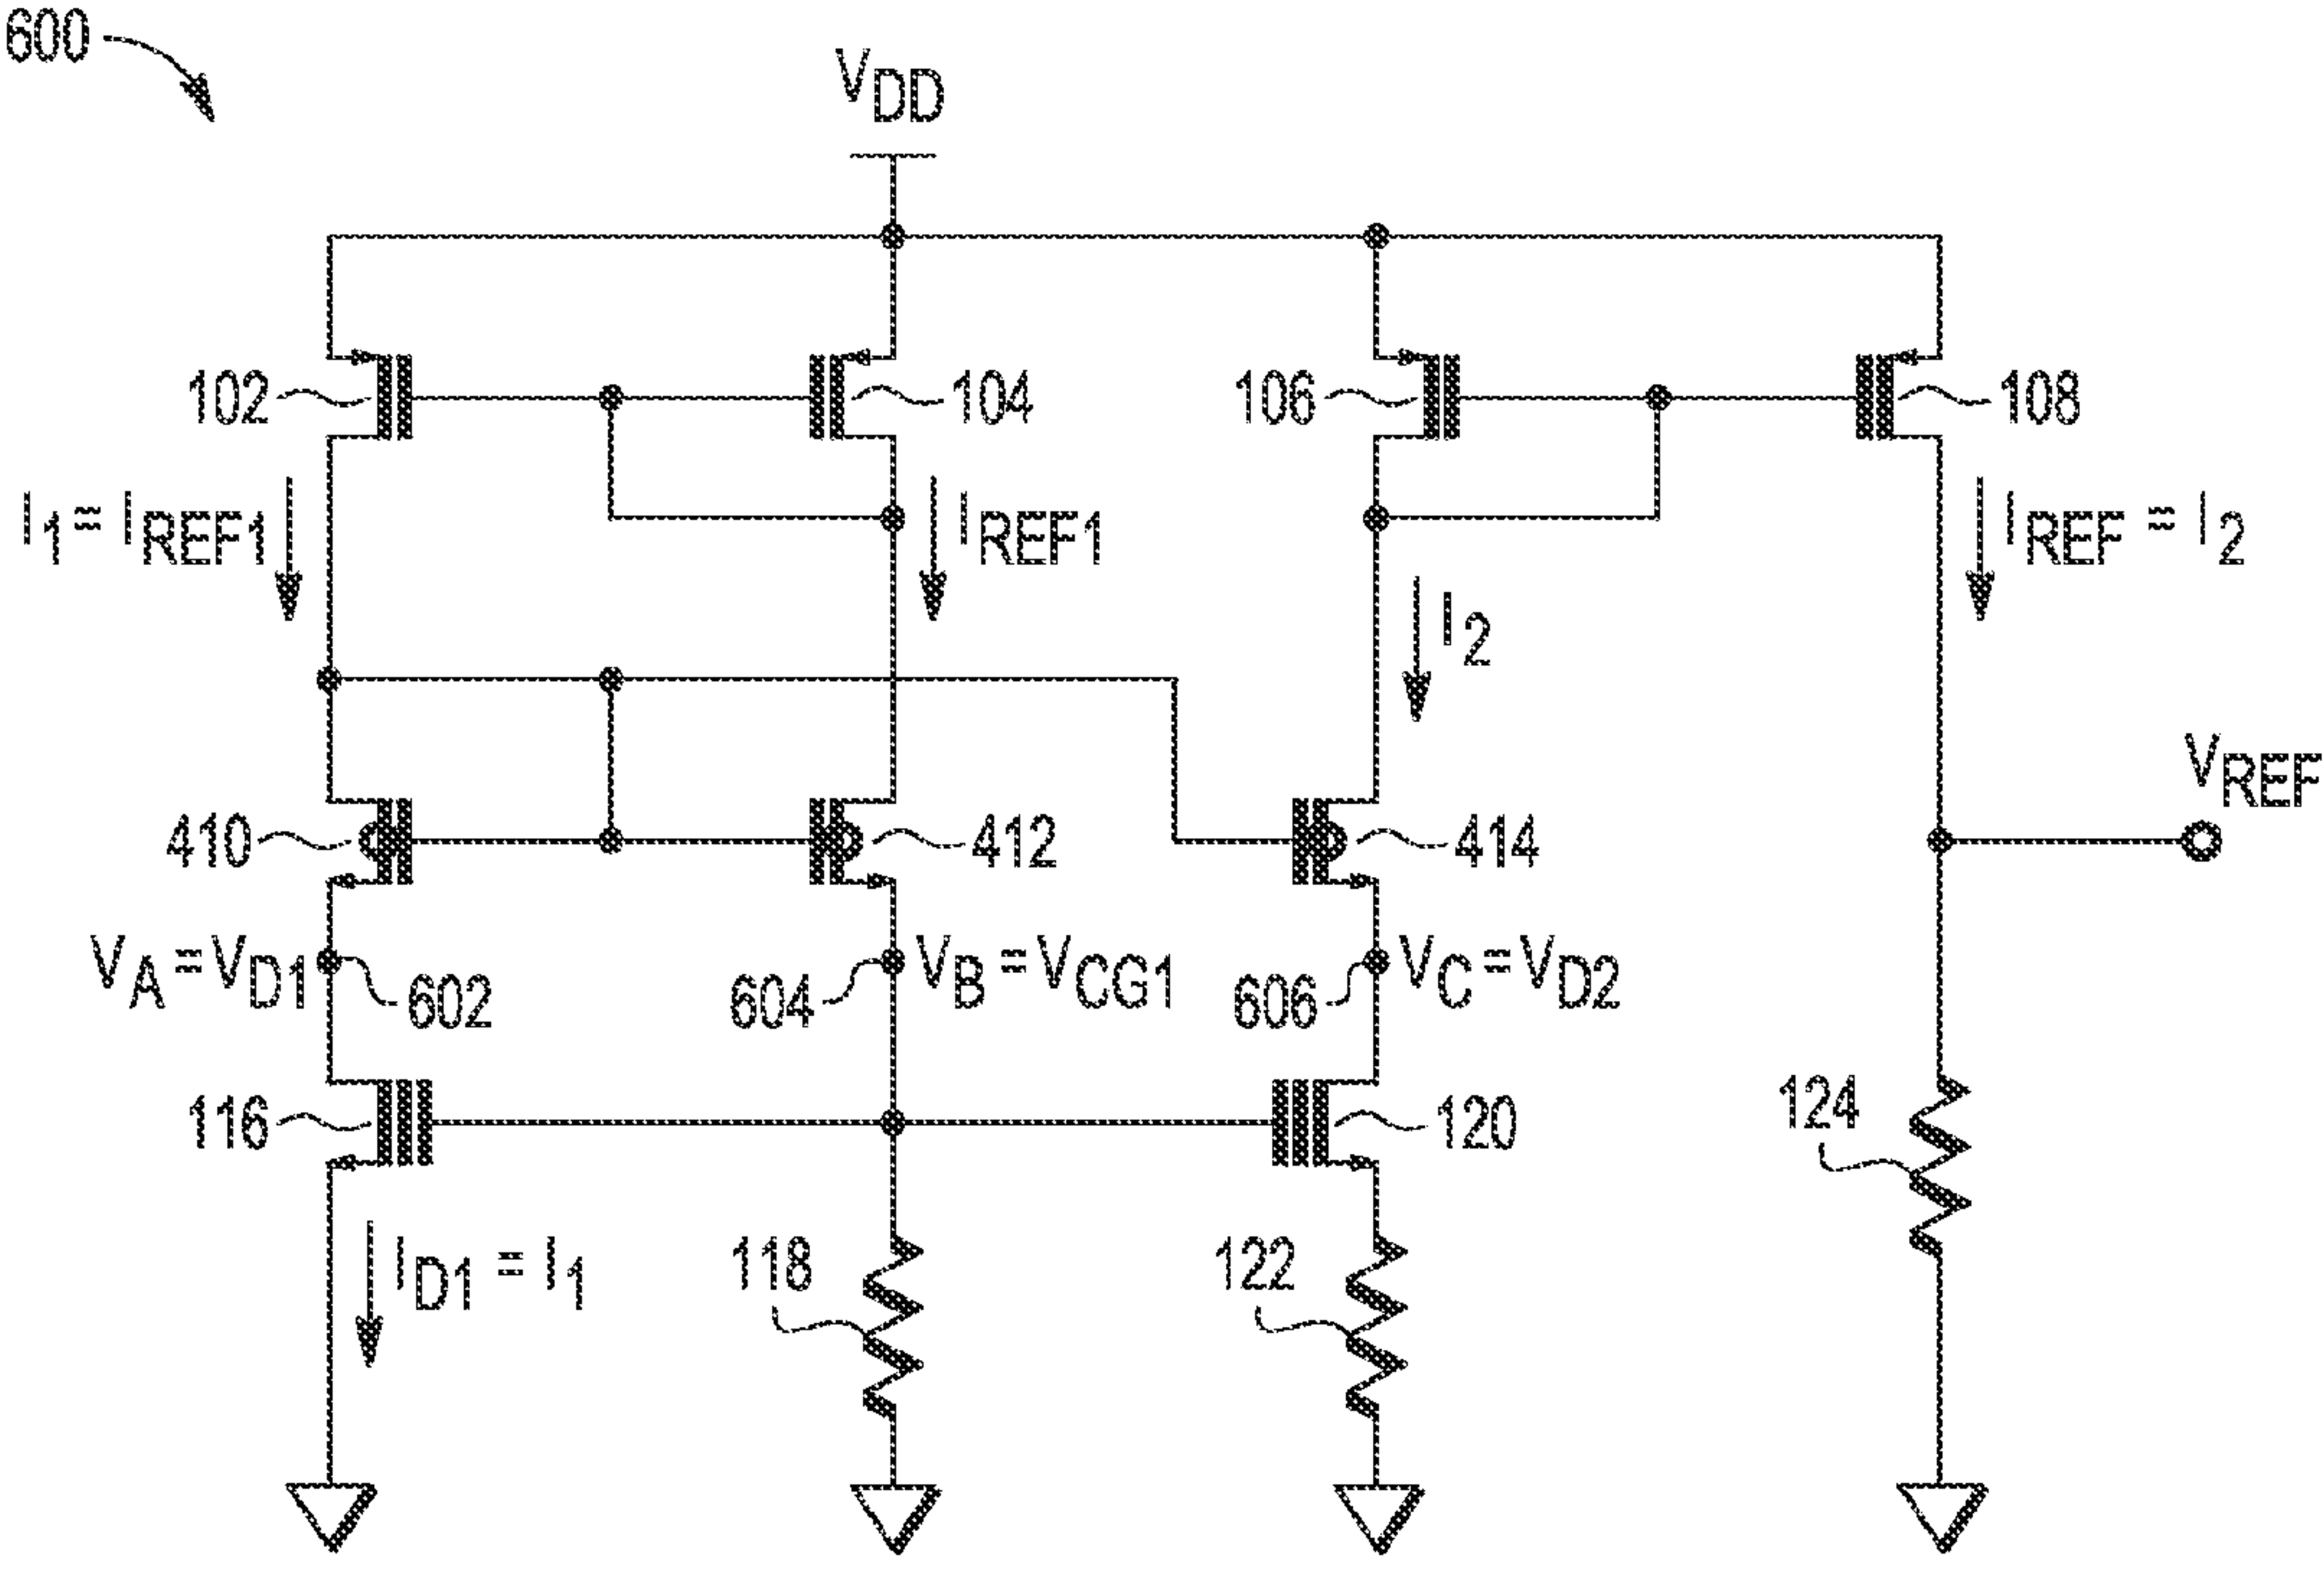 600
VDD
102
104
106
108
I1 = IREF1
IREF1
I2
IREF = I2
VREF
410
412
414
VA = VD1
602
604
VB = VCG1
606
VC = VD2
116
120
124
ID1 = I1
118
122